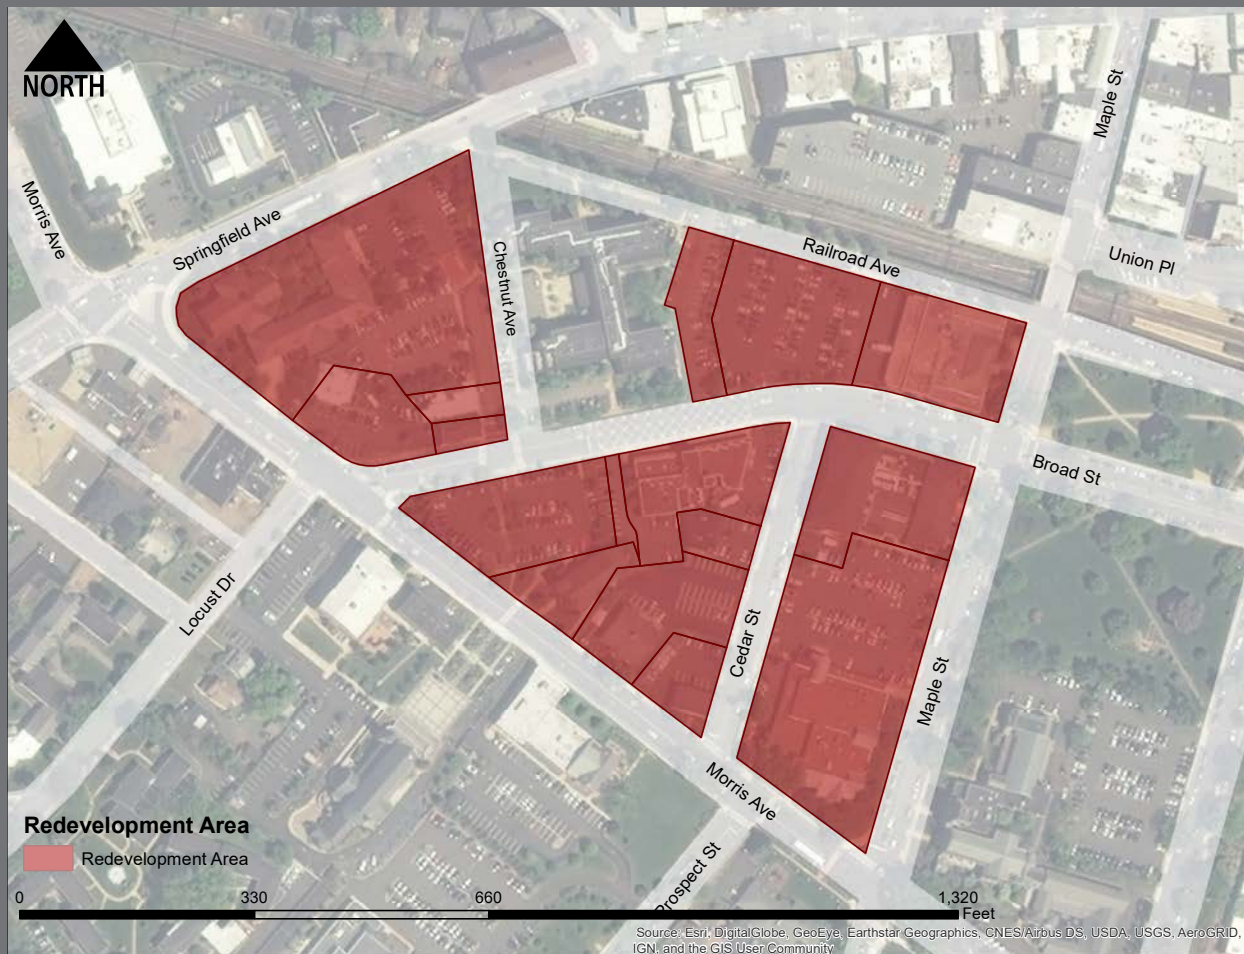 NORTH
Maple St
Morris Ave
Springfield Ave
Chestnut Ave
Railroad Ave
Union Pl
Broad St
Locust Dr
Cedar St
Maple St
Morris Ave
Prospect St
Redevelopment Area
Redevelopment Area
0 330 660 1,320
Feet
Source: Esri, DigitalGlobe, GeoEye, Earthstar Geographics, CNES/Airbus DS, USDA, USGS, AeroGRID,
IGN, and the GIS User Community